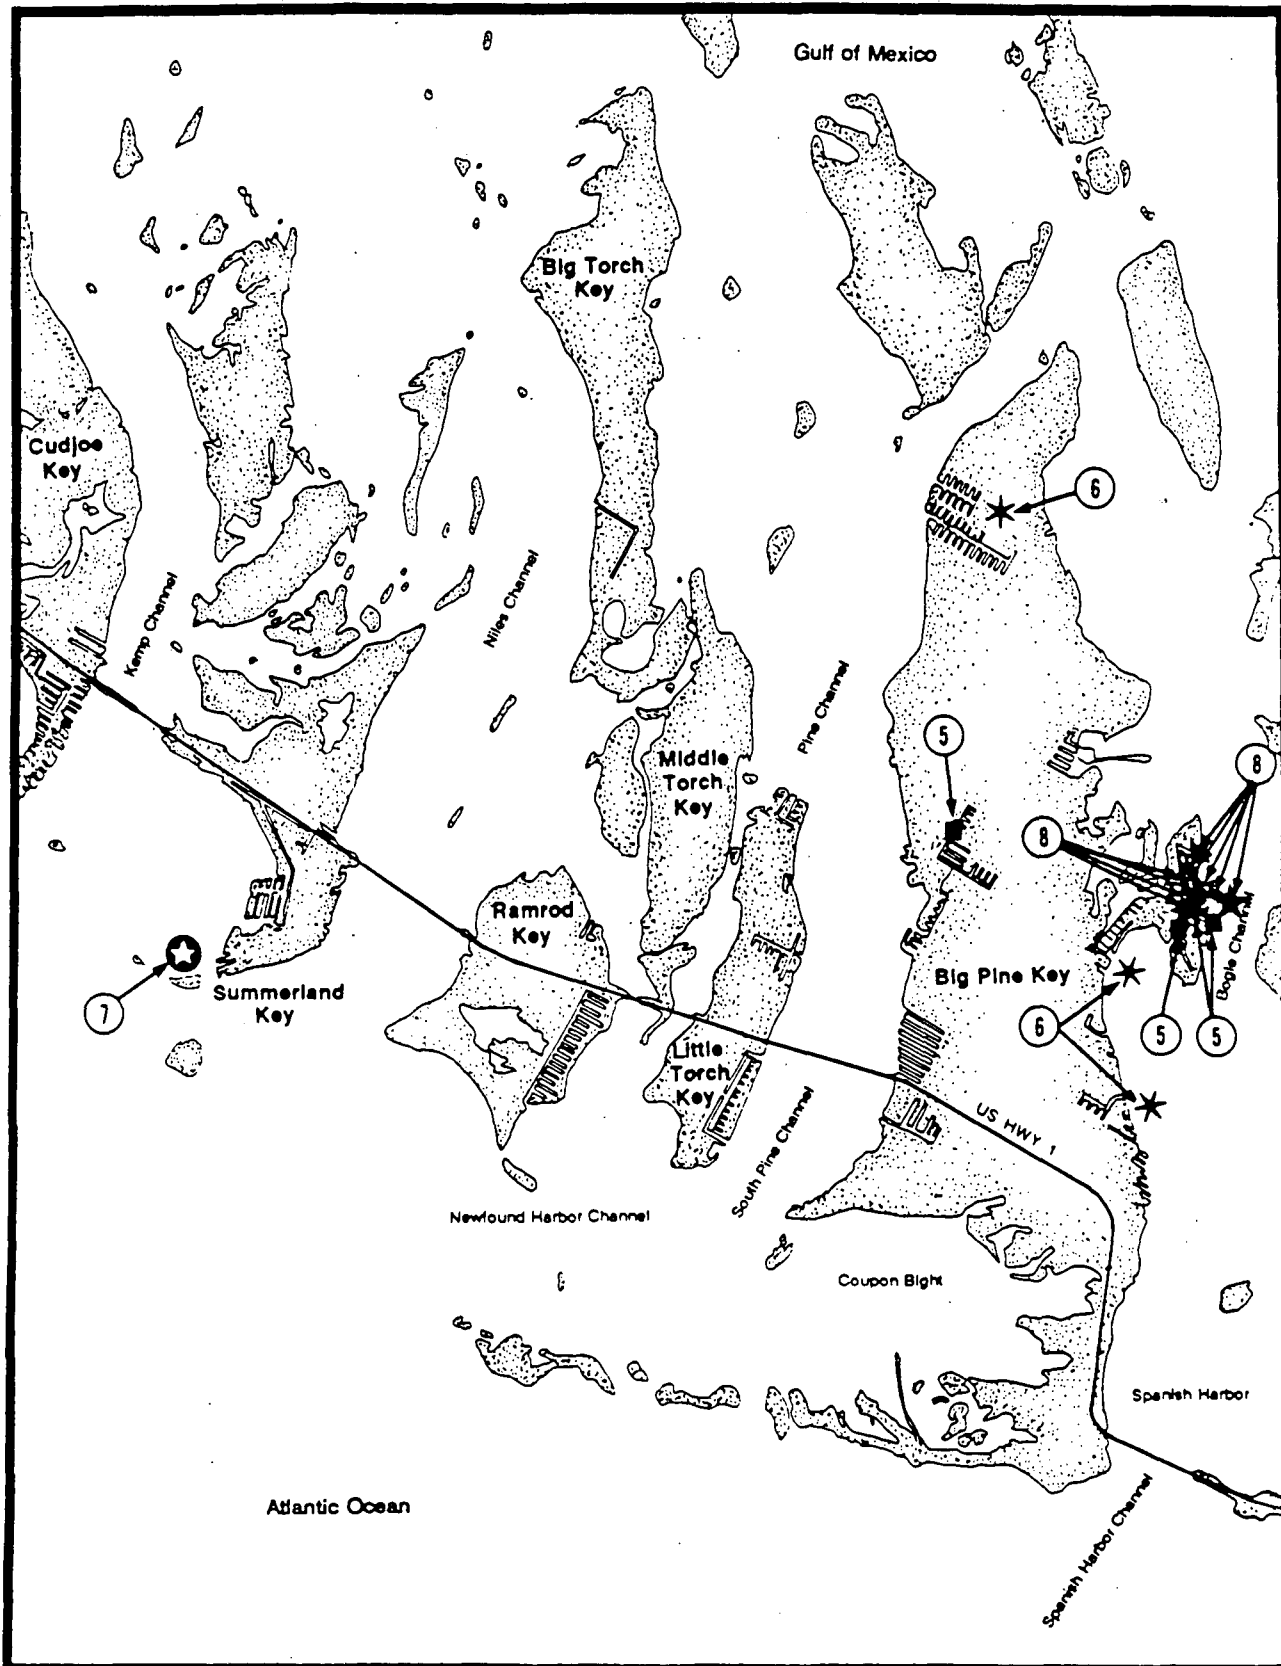 Gulf of Mexico
Big Torch
Key
Cudjoe
Key
6
Kemp Channel
Niles Channel
Pine Channel
5
8
Middle
Torch
Key
8
Ramrod
Key
Bogie Channel
Big Pine Key
7
Summerland
Key
6
5
5
Little
Torch
Key
US HWY 1
South Pine Channel
Newfound Harbor Channel
Coupon Bight
Spanish Harbor
Atlantic Ocean
Spanish Harbor Channel